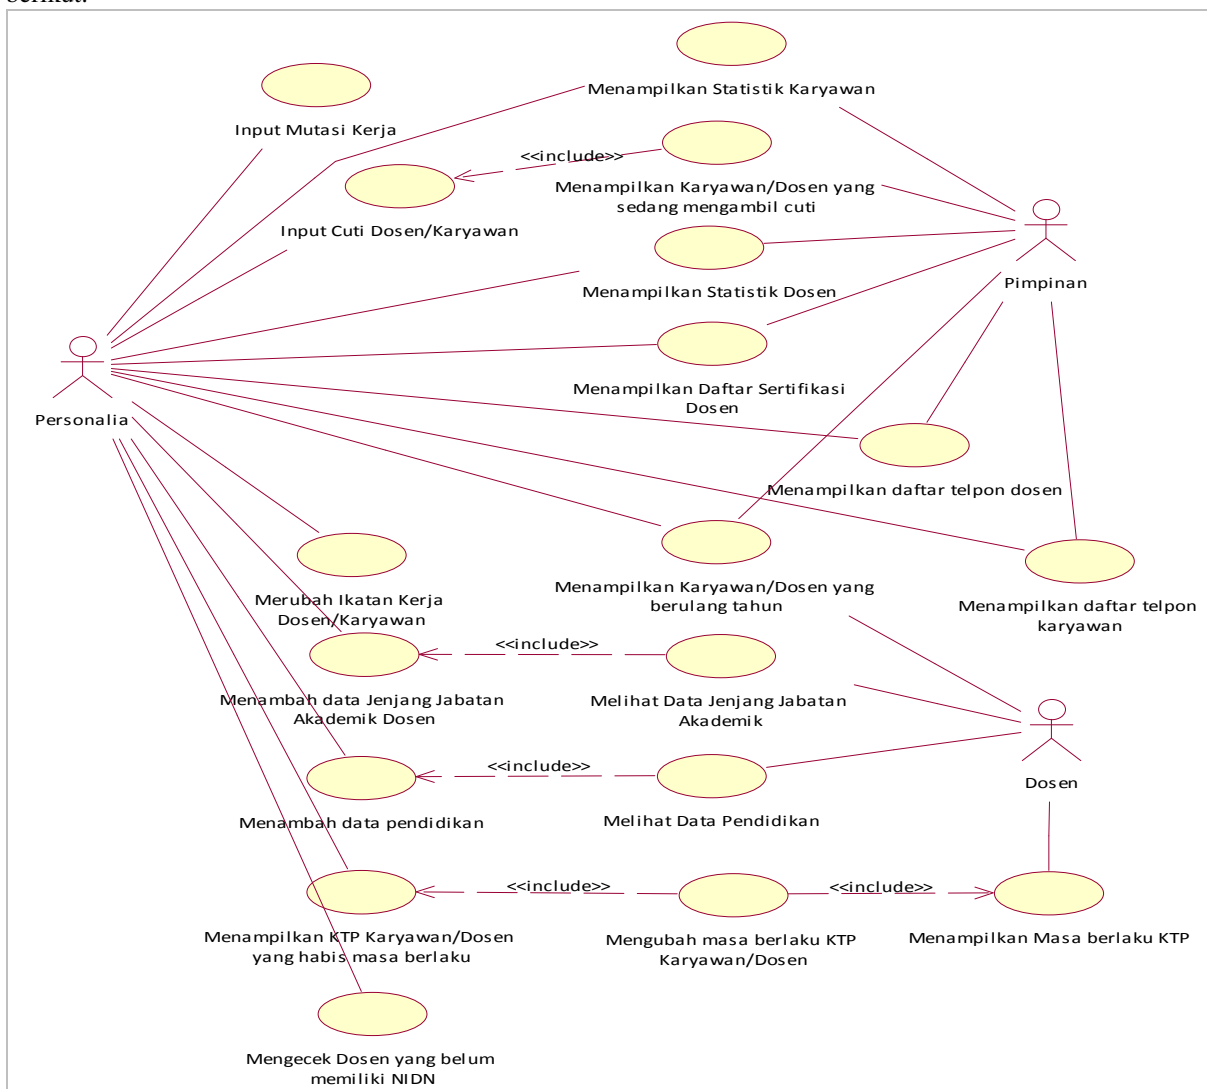 berikut:
Menampilkan Statistik Karyawan
Input Mutasi Kerja
<<include>>
Menampilkan Karyawan/Dosen yang
sedang mengambil cuti
Input Cuti Dosen/Karyawan
Menampilkan Statistik Dosen
Pimpinan
Personalia
Menampilkan Daftar Sertifikasi
Dosen
Menampilkan daftar telpon dosen
Merubah Ikatan Kerja
Dosen/Karyawan
Menampilkan Karyawan/Dosen yang
berulang tahun
Menampilkan daftar telpon
karyawan
<<include>>
Menambah data Jenjang Jabatan
Akademik Dosen
Melihat Data Jenjang Jabatan
Akademik
Dosen
<<include>>
Menambah data pendidikan
Melihat Data Pendidikan
<<include>>
<<include>>
Menampilkan KTP Karyawan/Dosen
yang habis masa berlaku
Mengubah masa berlaku KTP
Karyawan/Dosen
Menampilkan Masa berlaku KTP
Mengecek Dosen yang belum
memiliki NIDN